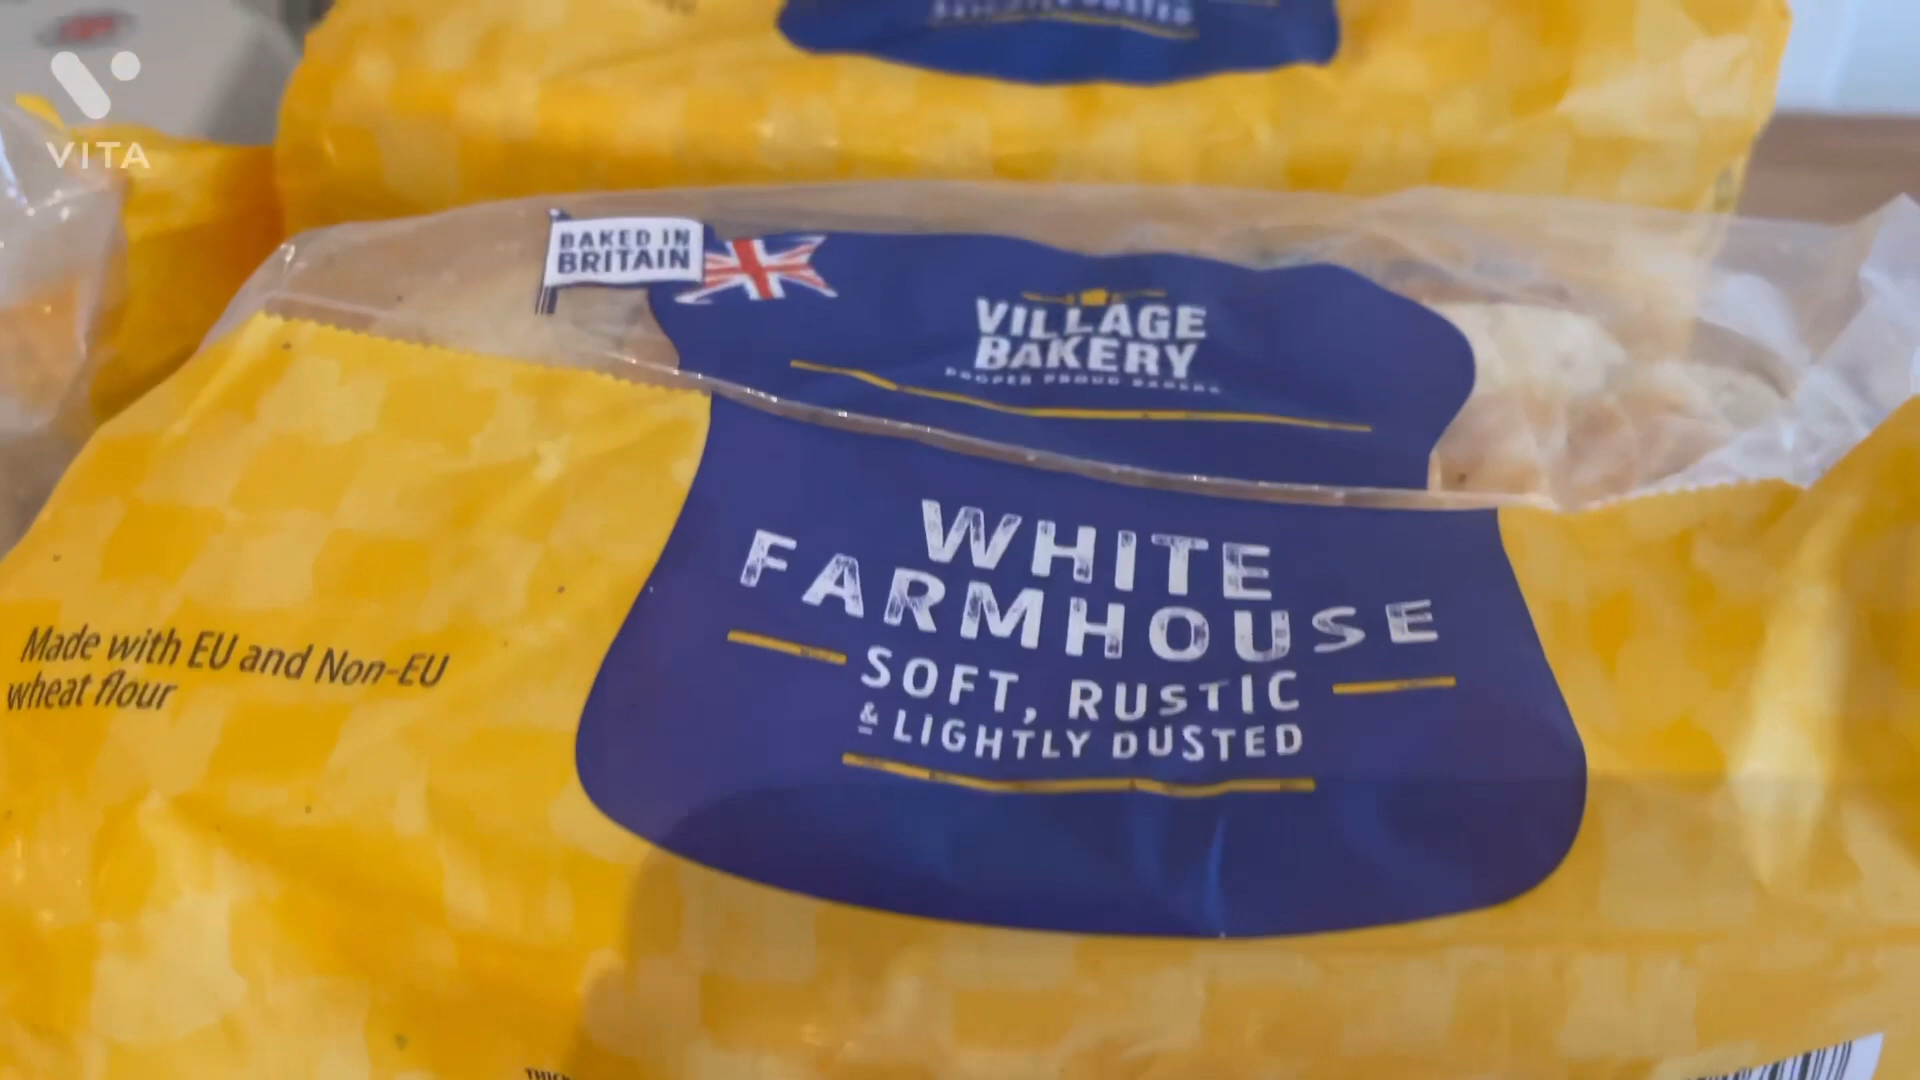 VITA
BAKED IN
BRITAIN
VILLAGE
BAKERY
WHITE
FARMHOUSE
SOFT, RUSTIC
& LIGHTLY DUSTED
Made with EU and Non-EU
wheat flour